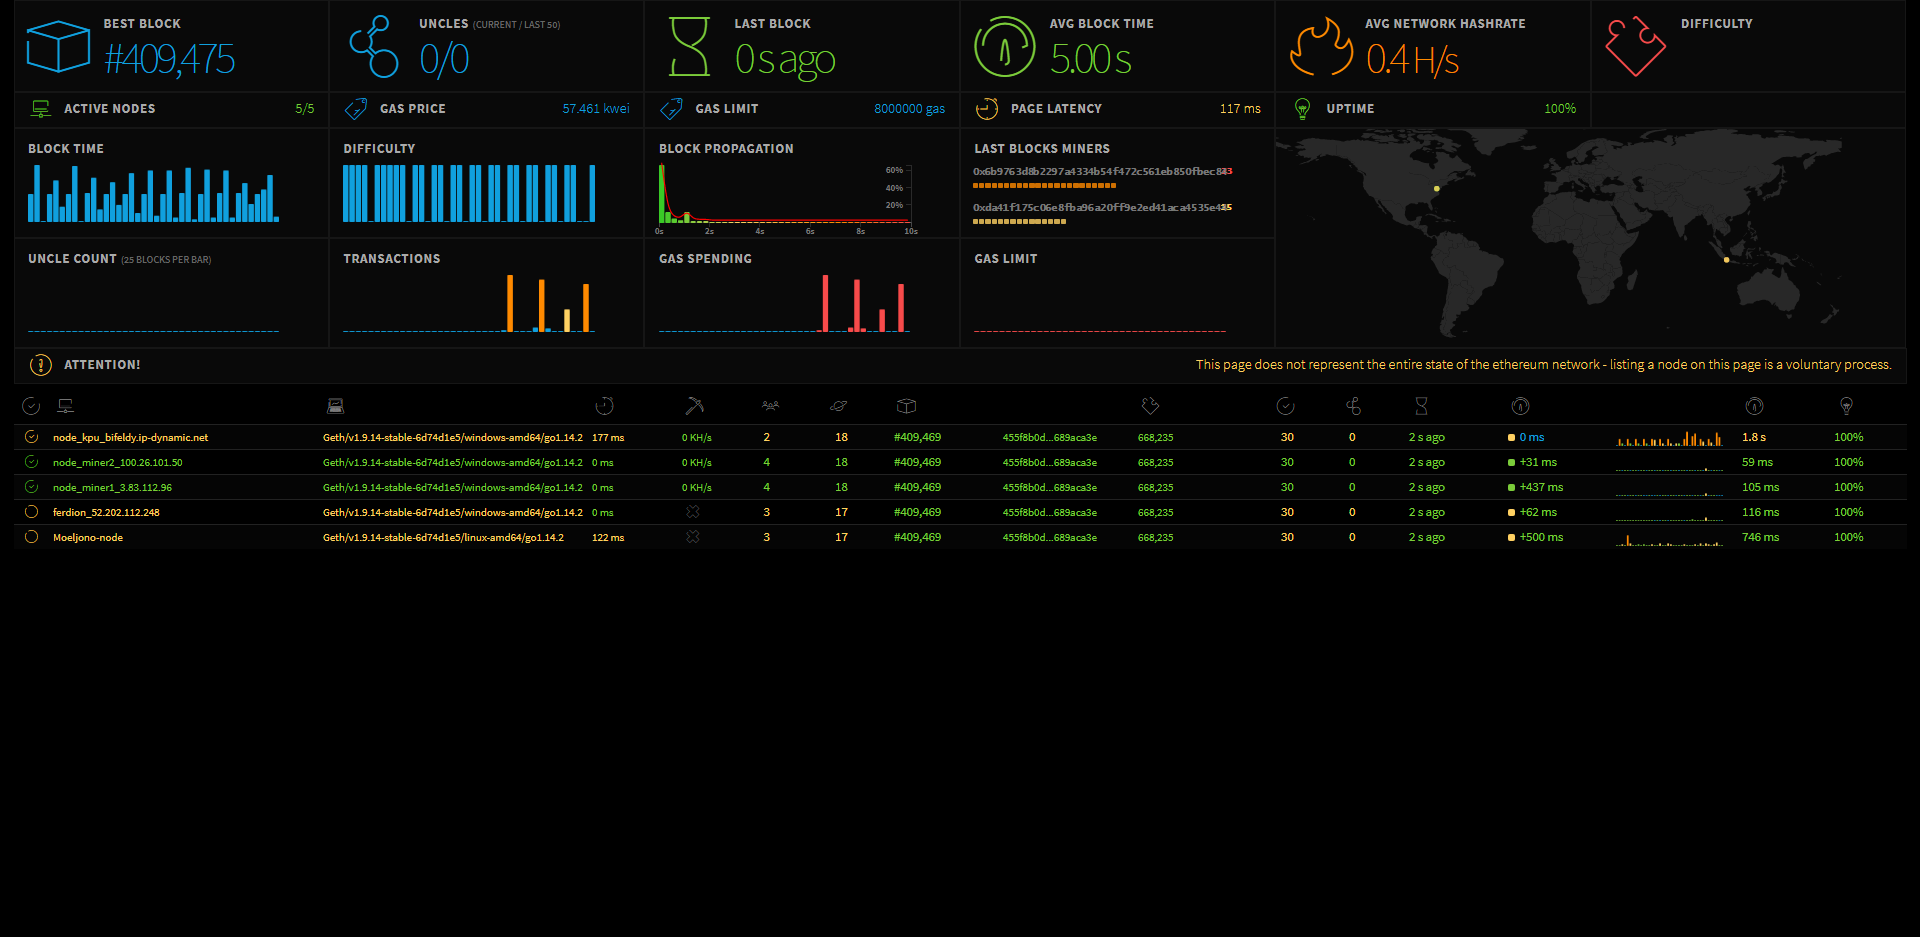 BEST BLOCK
#409,475
UNCLES (CURRENT / LAST 50)
0/0
LAST BLOCK
0 s ago
AVG BLOCK TIME
5.00 s
AVG NETWORK HASHRATE
0.4 H/s
DIFFICULTY
ACTIVE NODES 5/5
GAS PRICE 57.461 kwei
GAS LIMIT 8000000 gas
PAGE LATENCY 117 ms
UPTIME 100%
BLOCK TIME
DIFFICULTY
BLOCK PROPAGATION
60%
40%
20%
0s 2s 4s 6s 8s 10s
LAST BLOCKS MINERS
UNCLE COUNT (25 BLOCKS PER BAR)
TRANSACTIONS
GAS SPENDING
GAS LIMIT
ATTENTION!
This page does not represent the entire state of the ethereum network - listing a node on this page is a voluntary process.
node_kpu_bifeldy.ip-dynamic.net Geth/v1.9.14-stable-6d74d1e5/windows-amd64/go1.14.2 177 ms 0 KH/s 2 18 #409,469 455f8b0d...689aca3e 668,235 30 0 2 s ago 0 ms 1.8 s 100%
node_miner2_100.26.101.50 Geth/v1.9.14-stable-6d74d1e5/windows-amd64/go1.14.2 0 ms 0 KH/s 4 18 #409,469 455f8b0d...689aca3e 668,235 30 0 2 s ago +31 ms 59 ms 100%
node_miner1_3.83.112.96 Geth/v1.9.14-stable-6d74d1e5/windows-amd64/go1.14.2 0 ms 0 KH/s 4 18 #409,469 455f8b0d...689aca3e 668,235 30 0 2 s ago +437 ms 105 ms 100%
ferdion_52.202.112.248 Geth/v1.9.14-stable-6d74d1e5/windows-amd64/go1.14.2 0 ms 3 17 #409,469 455f8b0d...689aca3e 668,235 30 0 2 s ago +62 ms 116 ms 100%
Moeljono-node Geth/v1.9.14-stable-6d74d1e5/linux-amd64/go1.14.2 122 ms 3 17 #409,469 455f8b0d...689aca3e 668,235 30 0 2 s ago +500 ms 746 ms 100%